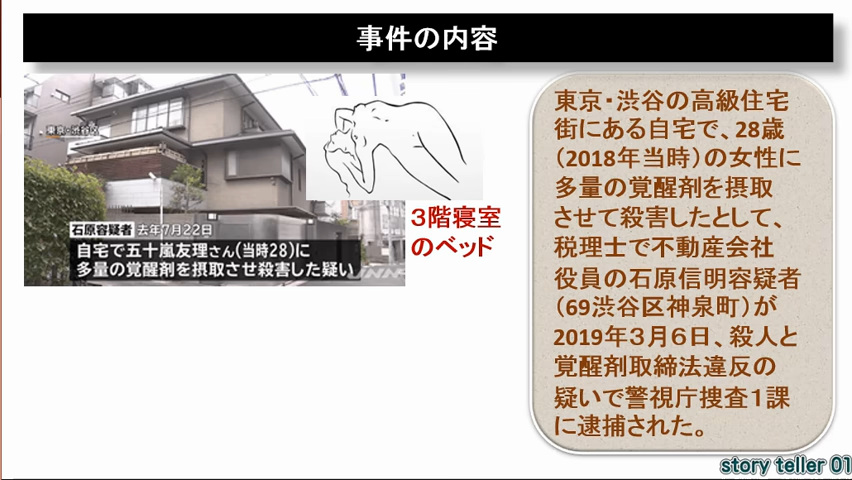 事件の内容
東京・渋谷区
石原容疑者 去年7月22日
自宅で五十嵐友理さん(当時28)に
多量の覚醒剤を摂取させ殺害した疑い
３階寝室
のベッド
東京・渋谷の高級住宅
街にある自宅で、28歳
（2018年当時）の女性に
多量の覚醒剤を摂取
させて殺害したとして、
税理士で不動産会社
役員の石原信明容疑者
（69渋谷区神泉町）が
2019年３月６日、殺人と
覚醒剤取締法違反の
疑いで警視庁捜査１課
に逮捕された。
story teller 01